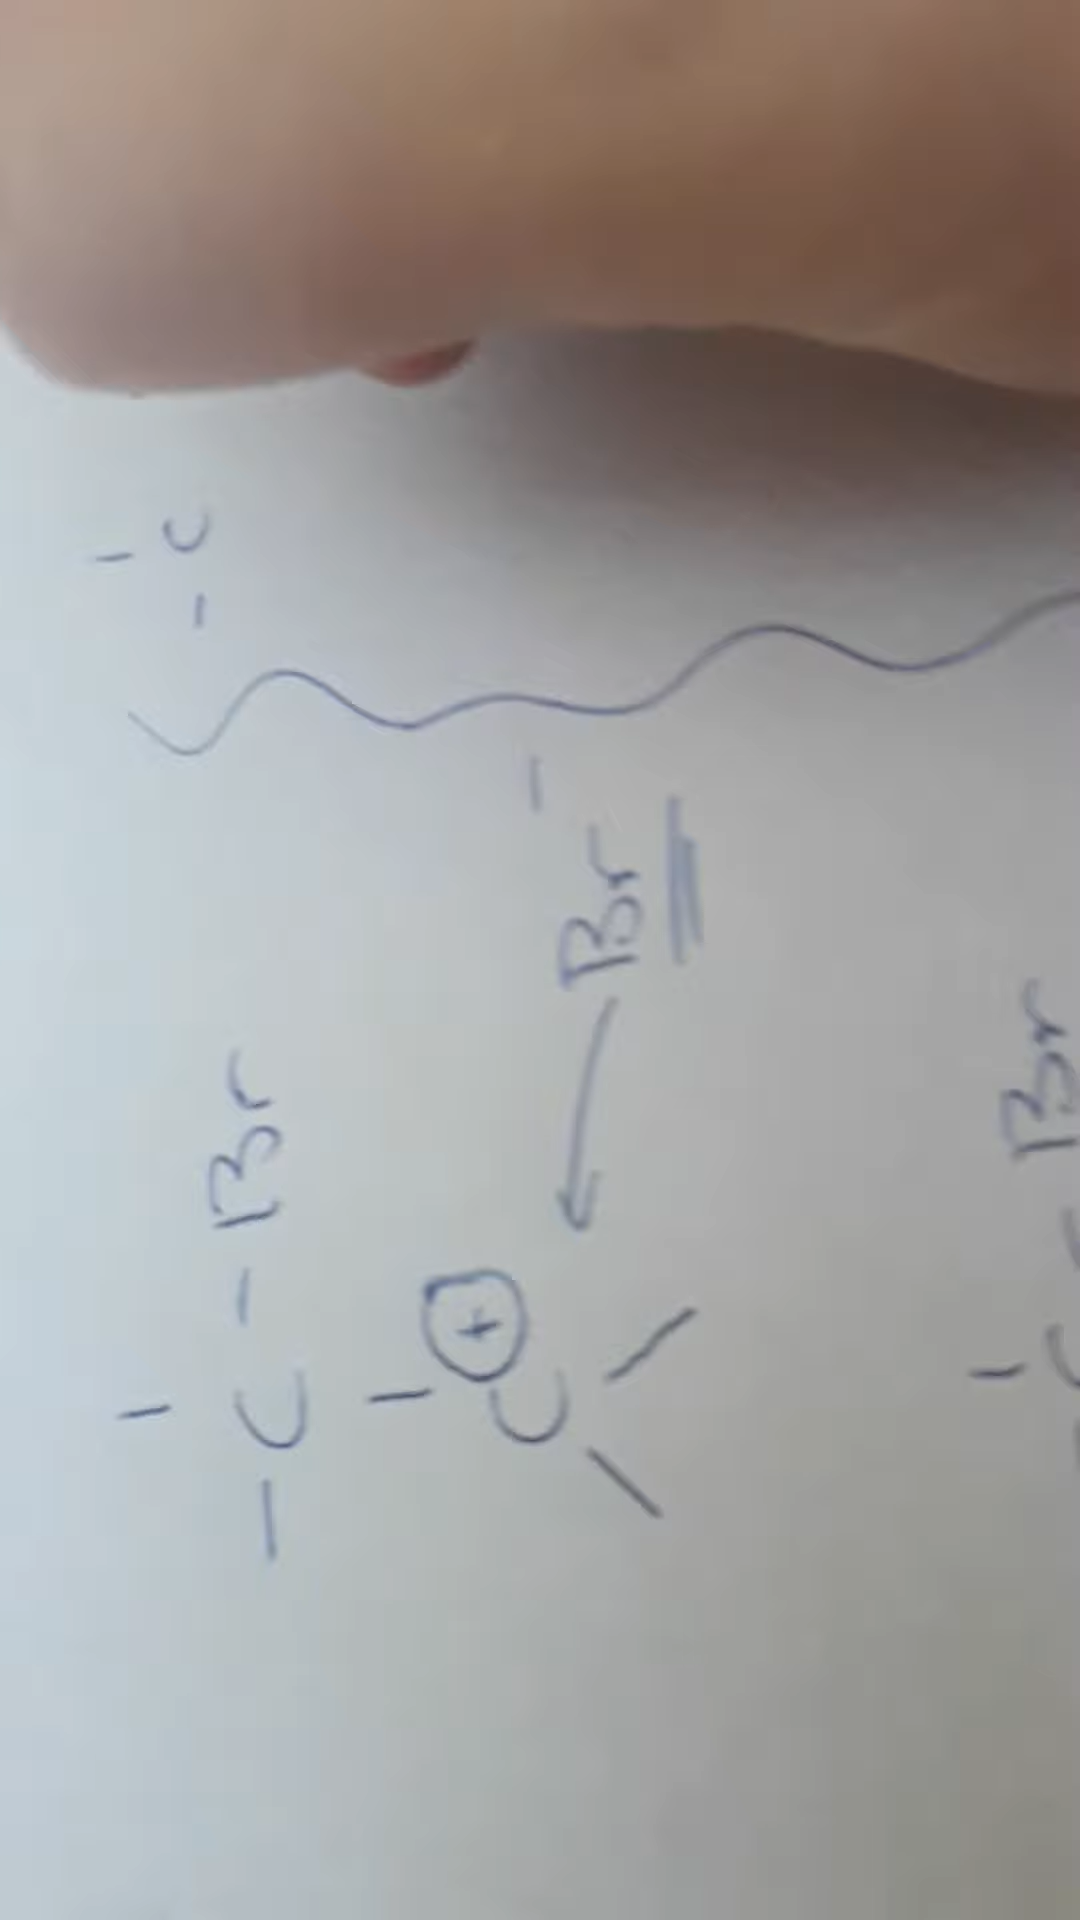 - C - Br
- C
+
C ← Br -
C Br